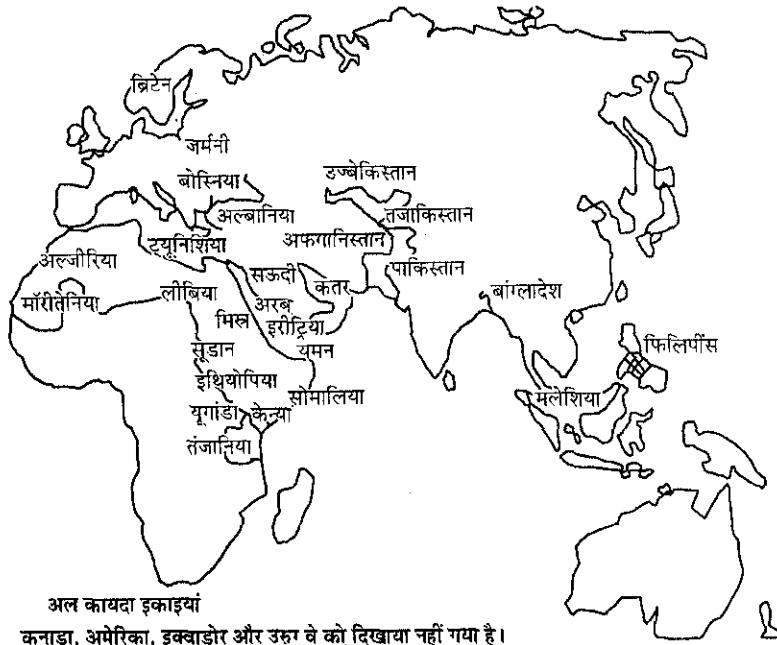 ब्रिटेन
जर्मनी
बोस्निया
उज्बेकिस्तान
अल्बानिया
तजाकिस्तान
ट्यूनिशिया
अफगानिस्तान
अल्जीरिया
सऊदी
कतर
पाकिस्तान
मॉरीतेनिया
लीबिया
अरब
बांग्लादेश
मिस्र
इरीट्रिया
सूडान
यमन
फिलिपींस
इथियोपिया
सोमालिया
मलेशिया
यूगांडा
केन्या
तंजानिया
अल कायदा इकाइयां
कनाडा, अमेरिका, इक्वाडोर और उरुग वे को दिखाया नहीं गया है।